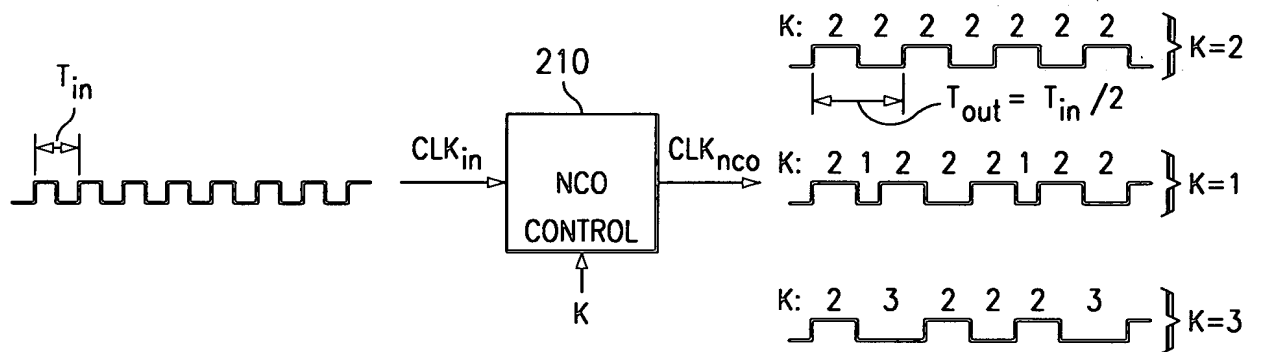 K: 2 2 2 2 2 2 2
K=2
T_in
210
T_out = T_in /2
CLK_in
NCO
CONTROL
CLK_nco
K: 2 1 2 2 2 1 2 2
K=1
K
K: 2 3 2 2 2 3
K=3